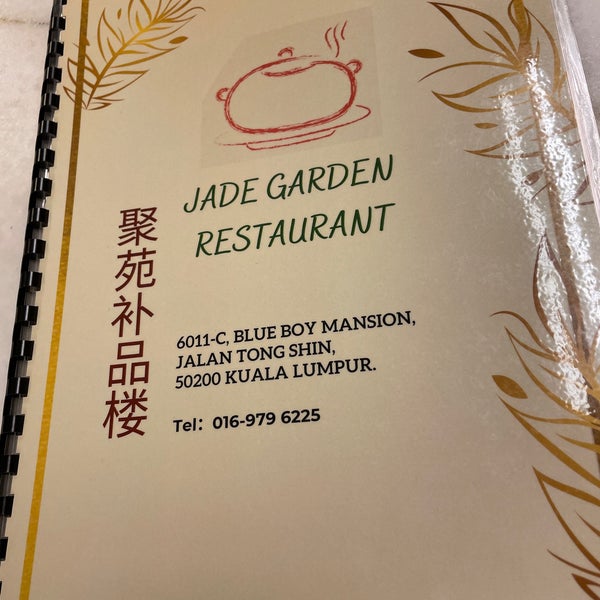 JADE GARDEN
RESTAURANT
聚苑补品楼
6011-C, BLUE BOY MANSION,
JALAN TONG SHIN,
50200 KUALA LUMPUR.
Tel: 016-979 6225